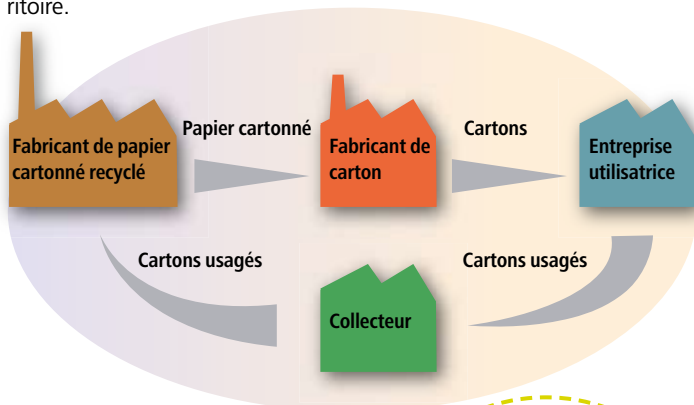 ritoire.
Papier cartonné
Cartons
Fabricant de papier
cartonné recyclé
Fabricant de
carton
Entreprise
utilisatrice
Cartons usagés
Cartons usagés
Collecteur